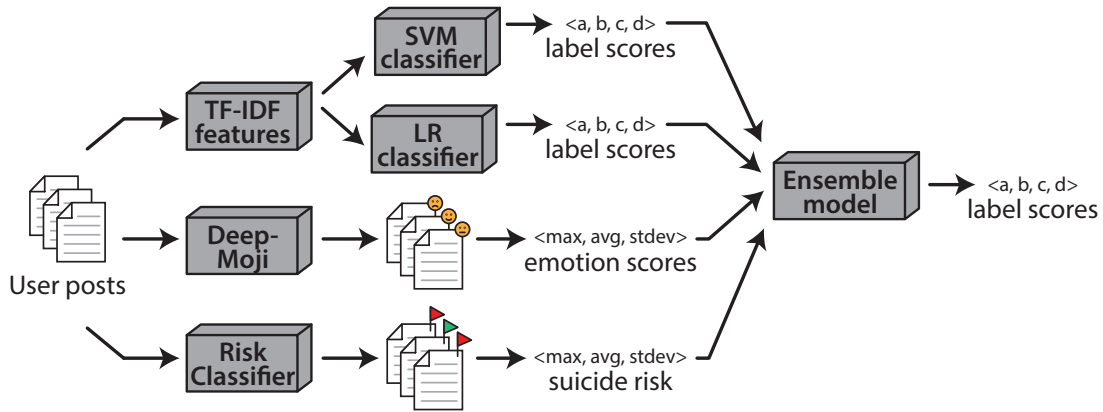 SVM
classifier
<a, b, c, d>
label scores
TF-IDF
features
LR
classifier
<a, b, c, d>
label scores
Ensemble
model
<a, b, c, d>
label scores
User posts
Deep-
Moji
<max, avg, stdev>
emotion scores
Risk
Classifier
<max, avg, stdev>
suicide risk